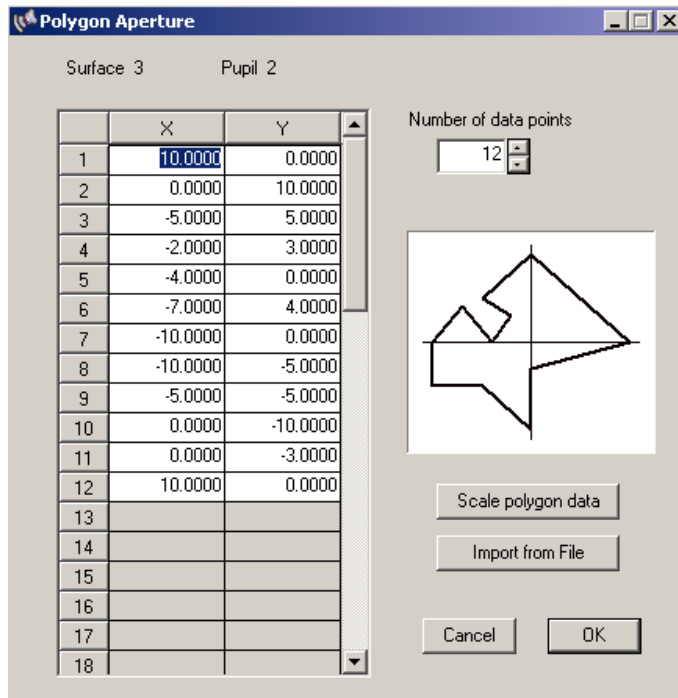 Polygon Aperture
Surface 3 Pupil 2
Number of data points
12
X Y
1 10.0000 0.0000
2 0.0000 10.0000
3 -5.0000 5.0000
4 -2.0000 3.0000
5 -4.0000 0.0000
6 -7.0000 4.0000
7 -10.0000 0.0000
8 -10.0000 -5.0000
9 -5.0000 -5.0000
10 0.0000 -10.0000
11 0.0000 -3.0000
12 10.0000 0.0000
13
14
15
16
17
18
Scale polygon data
Import from File
Cancel OK